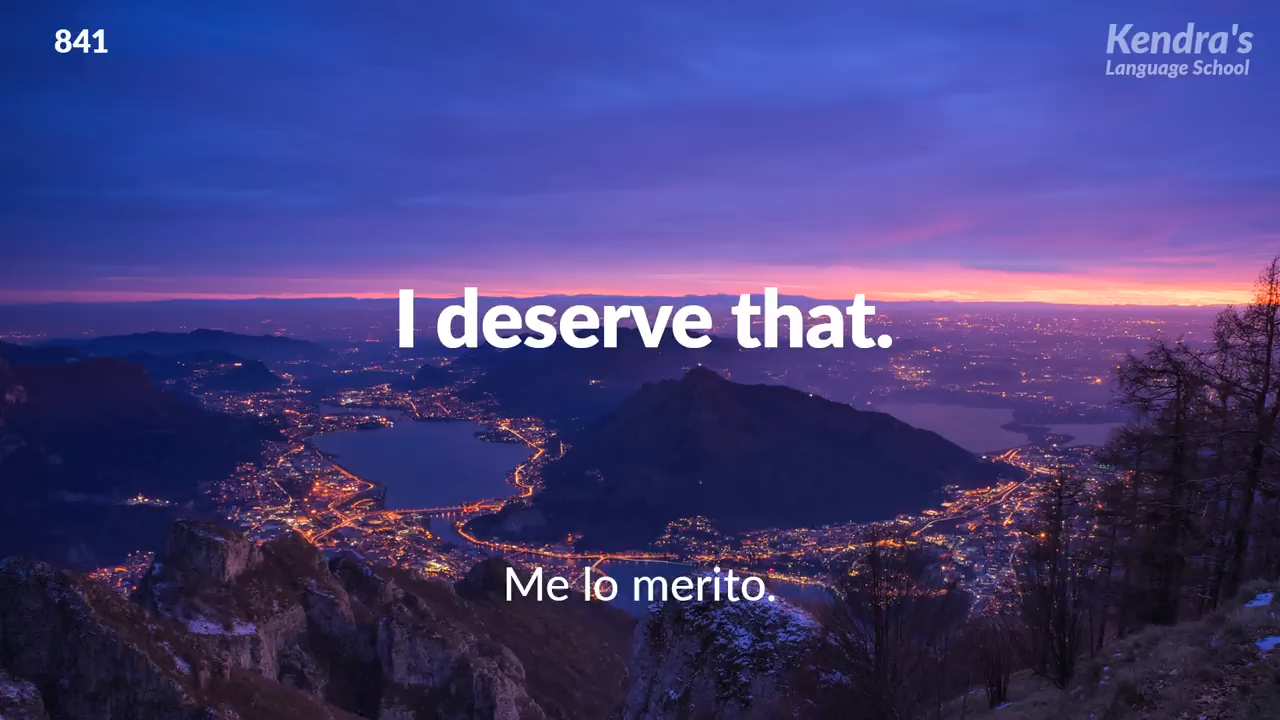 841
Kendra's
Language School
I deserve that.
Me lo merito.